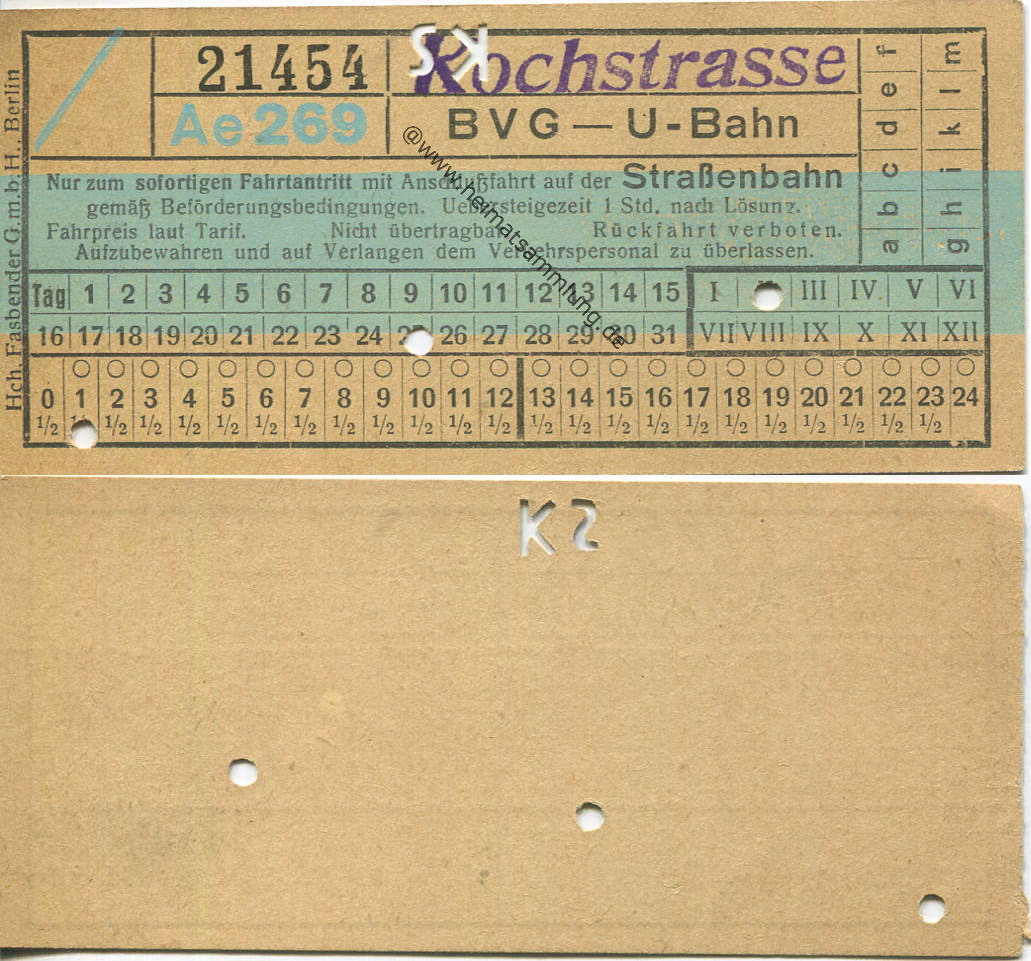 21454
Kochstrasse
Ae 269
BVG — U-Bahn
Nur zum sofortigen Fahrtantritt mit Anschlußfahrt auf der Straßenbahn
gemäß Beförderungsbedingungen. Uebersteigezeit 1 Std. nach Lösung.
Fahrpreis laut Tarif. Nicht übertragbar. Rückfahrt verboten.
Aufzubewahren und auf Verlangen dem Verkehrspersonal zu überlassen.
Tag 1 2 3 4 5 6 7 8 9 10 11 12 13 14 15 I III IV V VI
16 17 18 19 20 21 22 23 24 26 27 28 29 30 31 VII VIII IX X XI XII
0 1 2 3 4 5 6 7 8 9 10 11 12 13 14 15 16 17 18 19 20 21 22 23 24
1/2 1/2 1/2 1/2 1/2 1/2 1/2 1/2 1/2 1/2 1/2 1/2 1/2 1/2 1/2 1/2 1/2 1/2 1/2 1/2 1/2 1/2 1/2 1/2
a b c d e f
g h i k l m
Hch. Fasbender G.m.b.H., Berlin
@www.heimatsammlung.de
K S